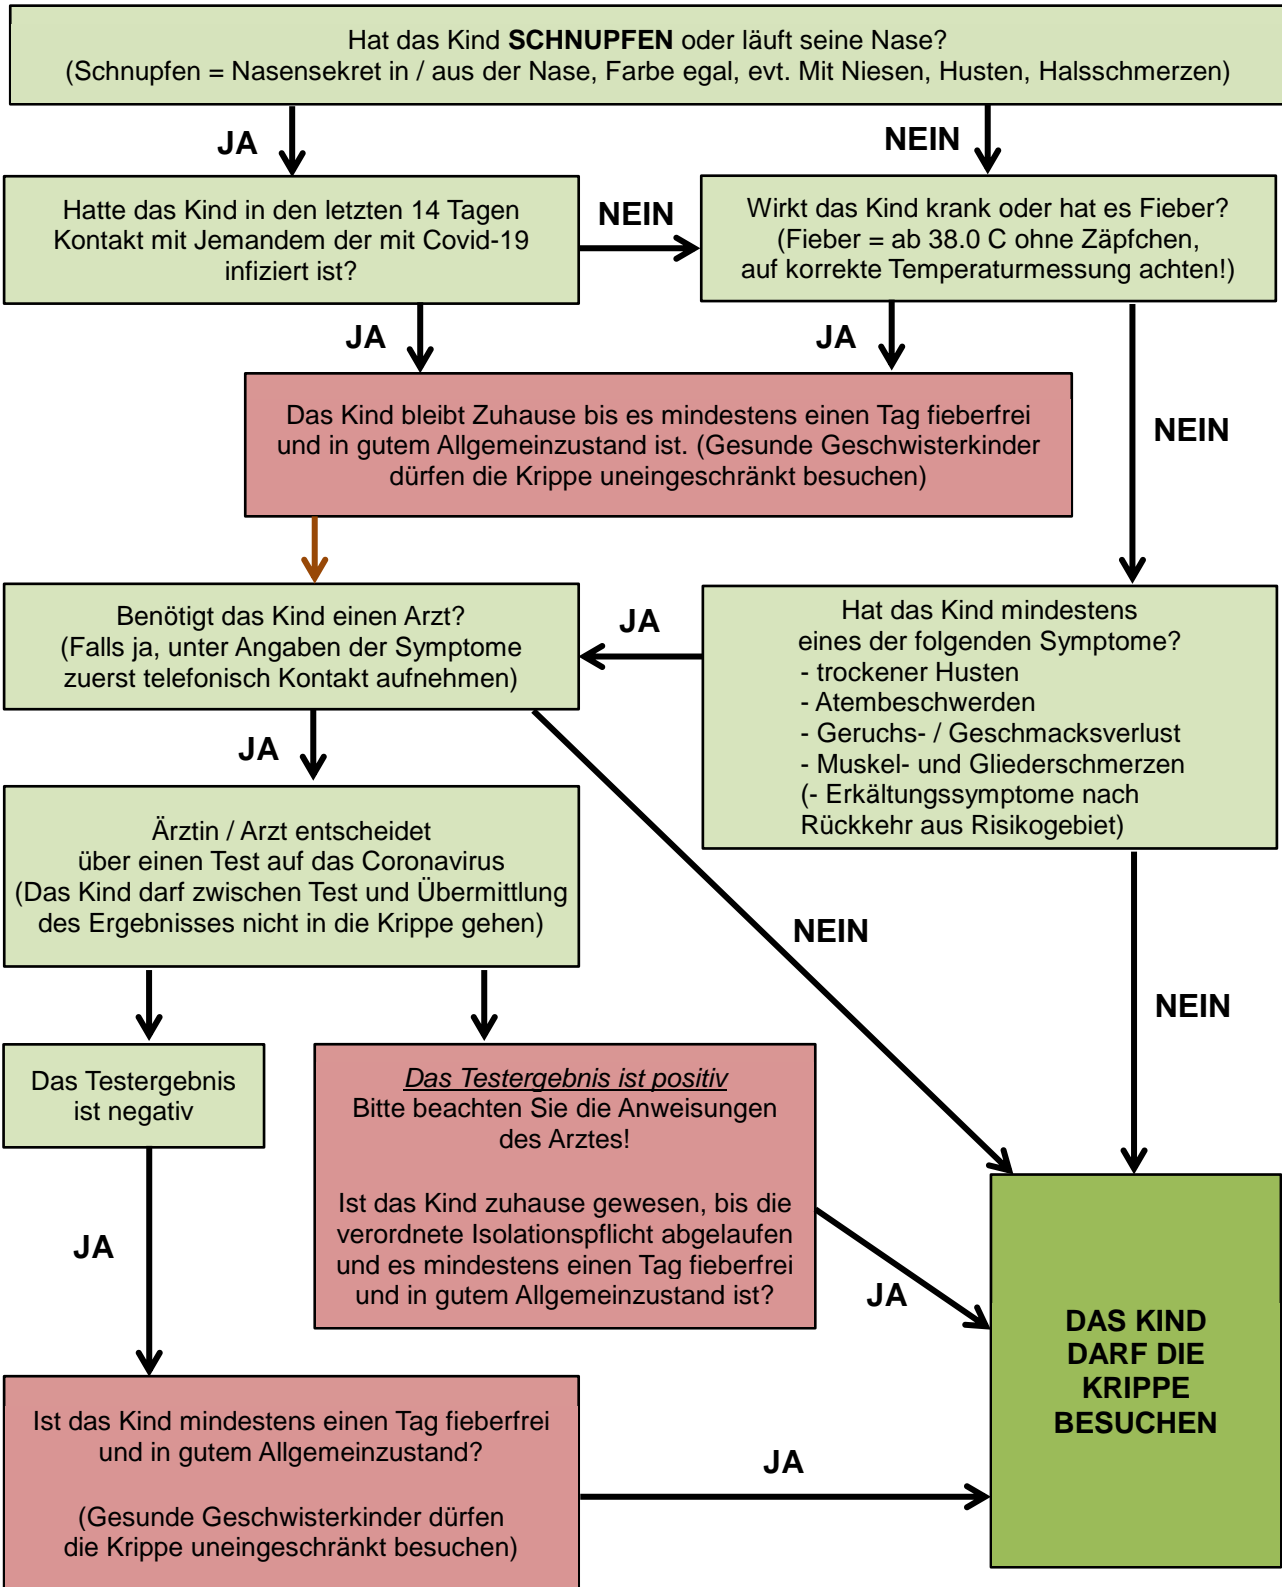 Hat das Kind SCHNUPFEN oder läuft seine Nase?
(Schnupfen = Nasensekret in / aus der Nase, Farbe egal, evt. Mit Niesen, Husten, Halsschmerzen)
JA
NEIN
Hatte das Kind in den letzten 14 Tagen
Kontakt mit Jemandem der mit Covid-19
infiziert ist?
NEIN
Wirkt das Kind krank oder hat es Fieber?
(Fieber = ab 38.0 C ohne Zäpfchen,
auf korrekte Temperaturmessung achten!)
JA
JA
NEIN
Das Kind bleibt Zuhause bis es mindestens einen Tag fieberfrei
und in gutem Allgemeinzustand ist. (Gesunde Geschwisterkinder
dürfen die Krippe uneingeschränkt besuchen)
Benötigt das Kind einen Arzt?
(Falls ja, unter Angaben der Symptome
zuerst telefonisch Kontakt aufnehmen)
JA
Hat das Kind mindestens
eines der folgenden Symptome?
- trockener Husten
- Atembeschwerden
- Geruchs- / Geschmacksverlust
- Muskel- und Gliederschmerzen
(- Erkältungssymptome nach
Rückkehr aus Risikogebiet)
JA
Ärztin / Arzt entscheidet
über einen Test auf das Coronavirus
(Das Kind darf zwischen Test und Übermittlung
des Ergebnisses nicht in die Krippe gehen)
NEIN
NEIN
Das Testergebnis
ist negativ
Das Testergebnis ist positiv
Bitte beachten Sie die Anweisungen
des Arztes!
Ist das Kind zuhause gewesen, bis die
verordnete Isolationspflicht abgelaufen
und es mindestens einen Tag fieberfrei
und in gutem Allgemeinzustand ist?
JA
JA
DAS KIND
DARF DIE
KRIPPE
BESUCHEN
Ist das Kind mindestens einen Tag fieberfrei
und in gutem Allgemeinzustand?
(Gesunde Geschwisterkinder dürfen
die Krippe uneingeschränkt besuchen)
JA